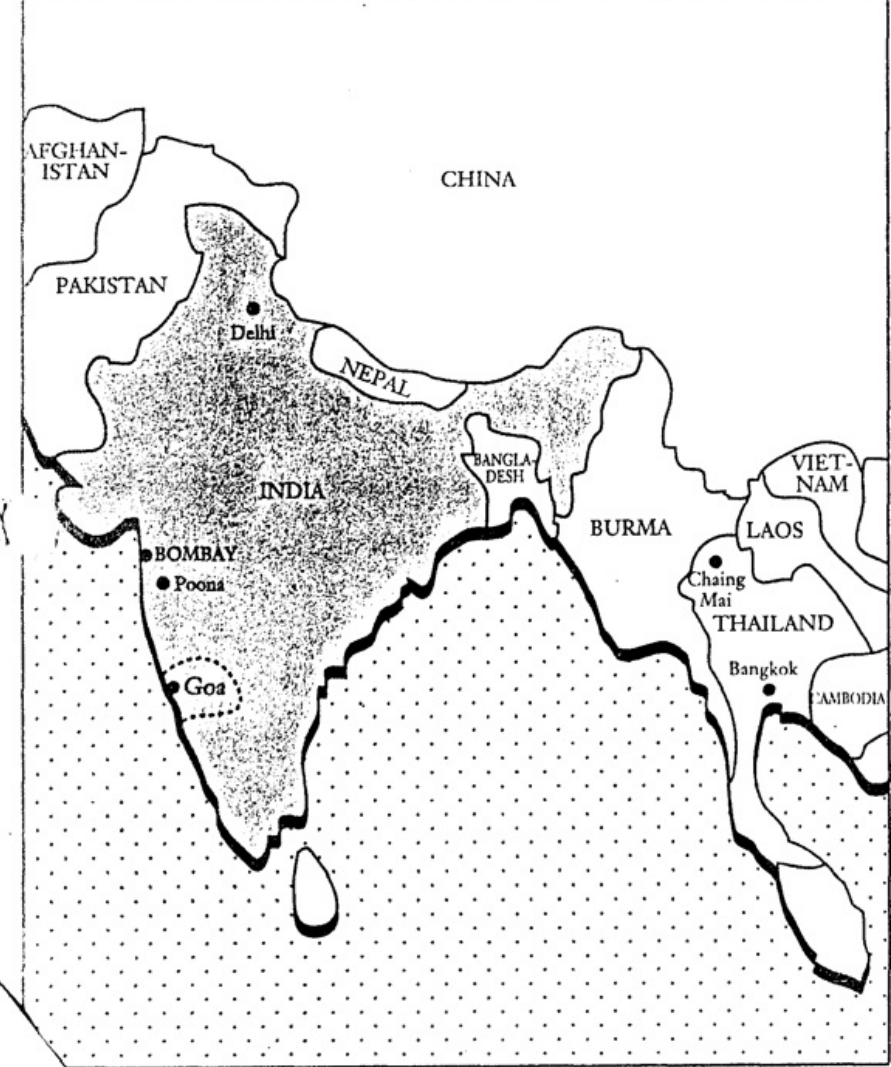 AFGHAN-
ISTAN
CHINA
PAKISTAN
Delhi
NEPAL
BANGLA-
DESH
VIET-
NAM
INDIA
BURMA
LAOS
BOMBAY
Poona
Chaing
Mai
THAILAND
Bangkok
Goa
CAMBODIA